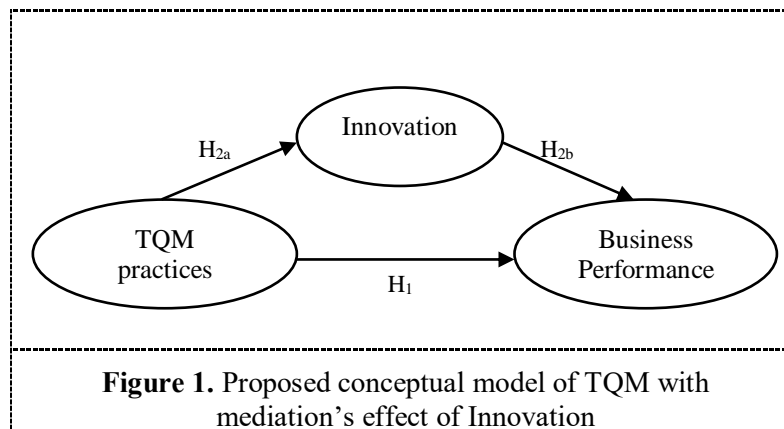 Innovation
H2a
H2b
TQM
practices
Business
Performance
H1
Figure 1. Proposed conceptual model of TQM with
mediation’s effect of Innovation